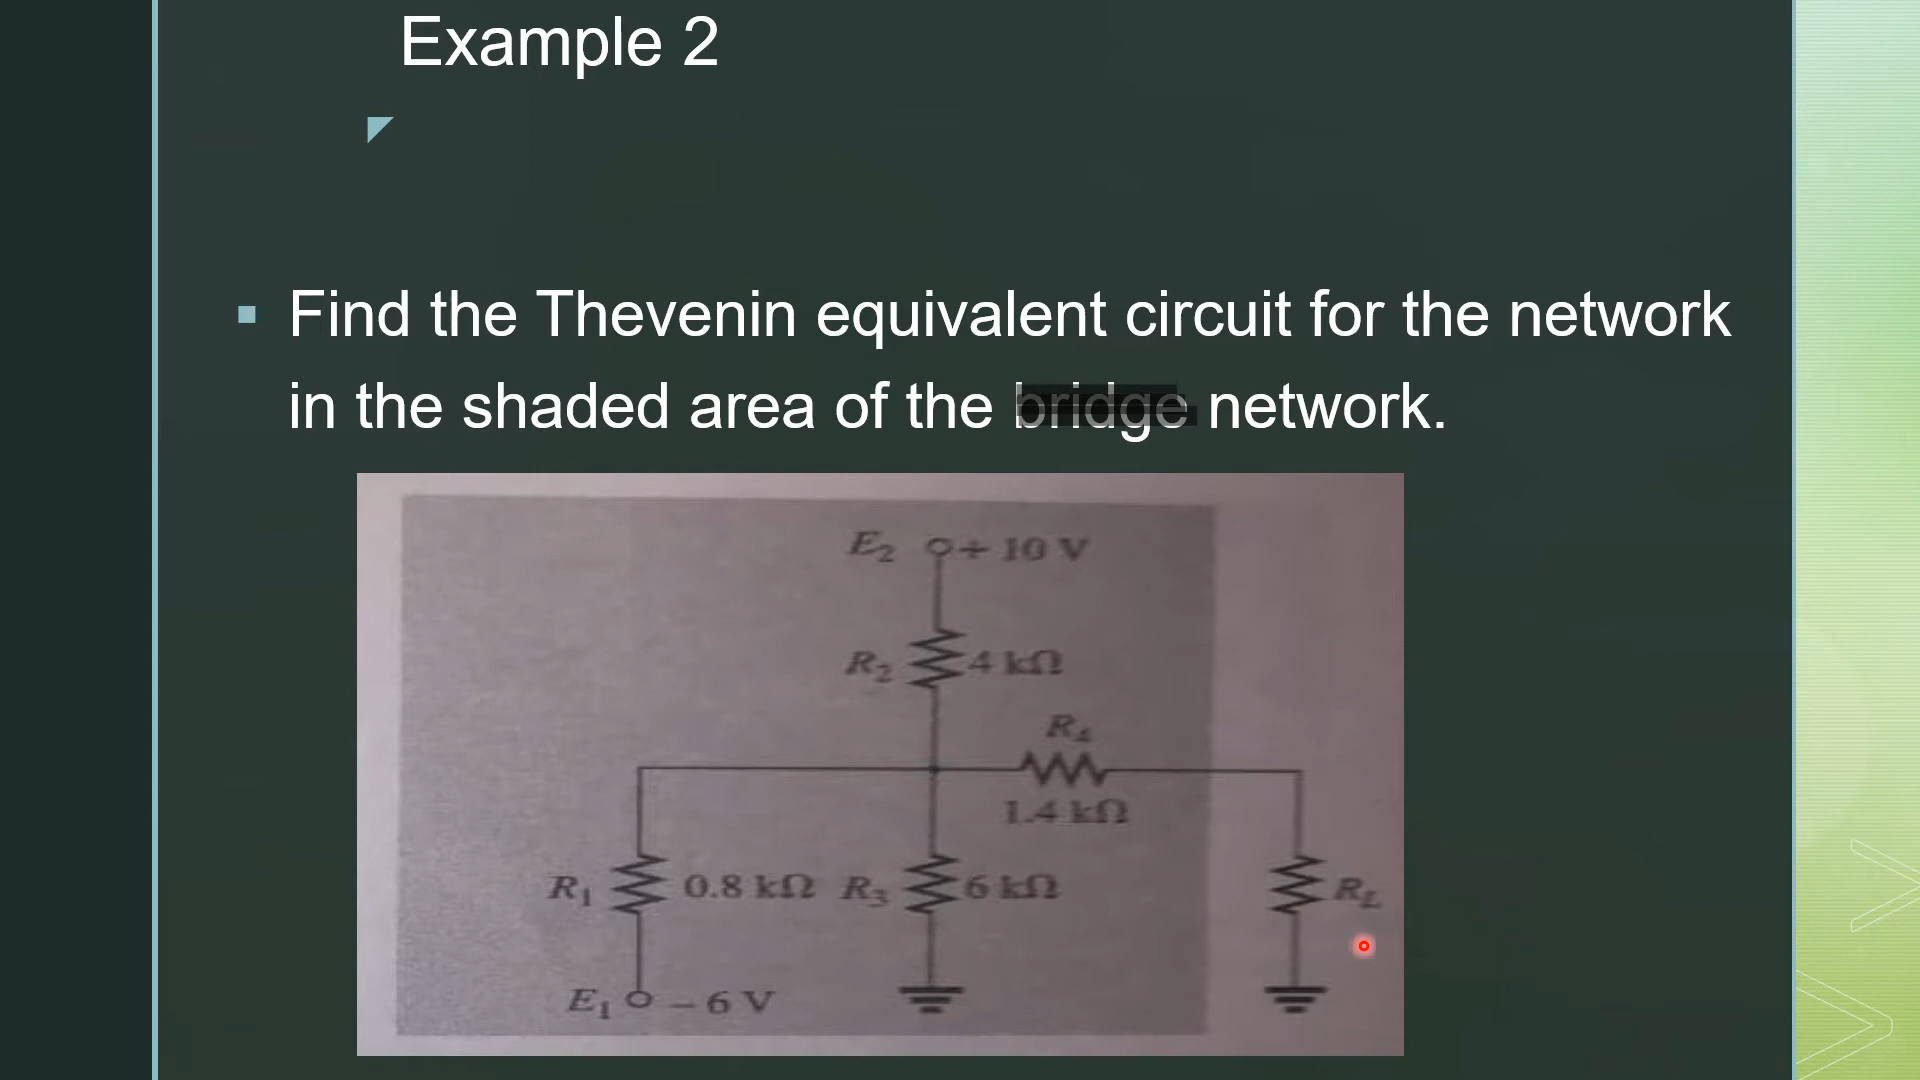 Example 2
Find the Thevenin equivalent circuit for the network
in the shaded area of the bridge network.
E2 + 10 V
R2 4 kΩ
R4
1.4 kΩ
R1 0.8 kΩ R3 6 kΩ RL
E1 – 6 V